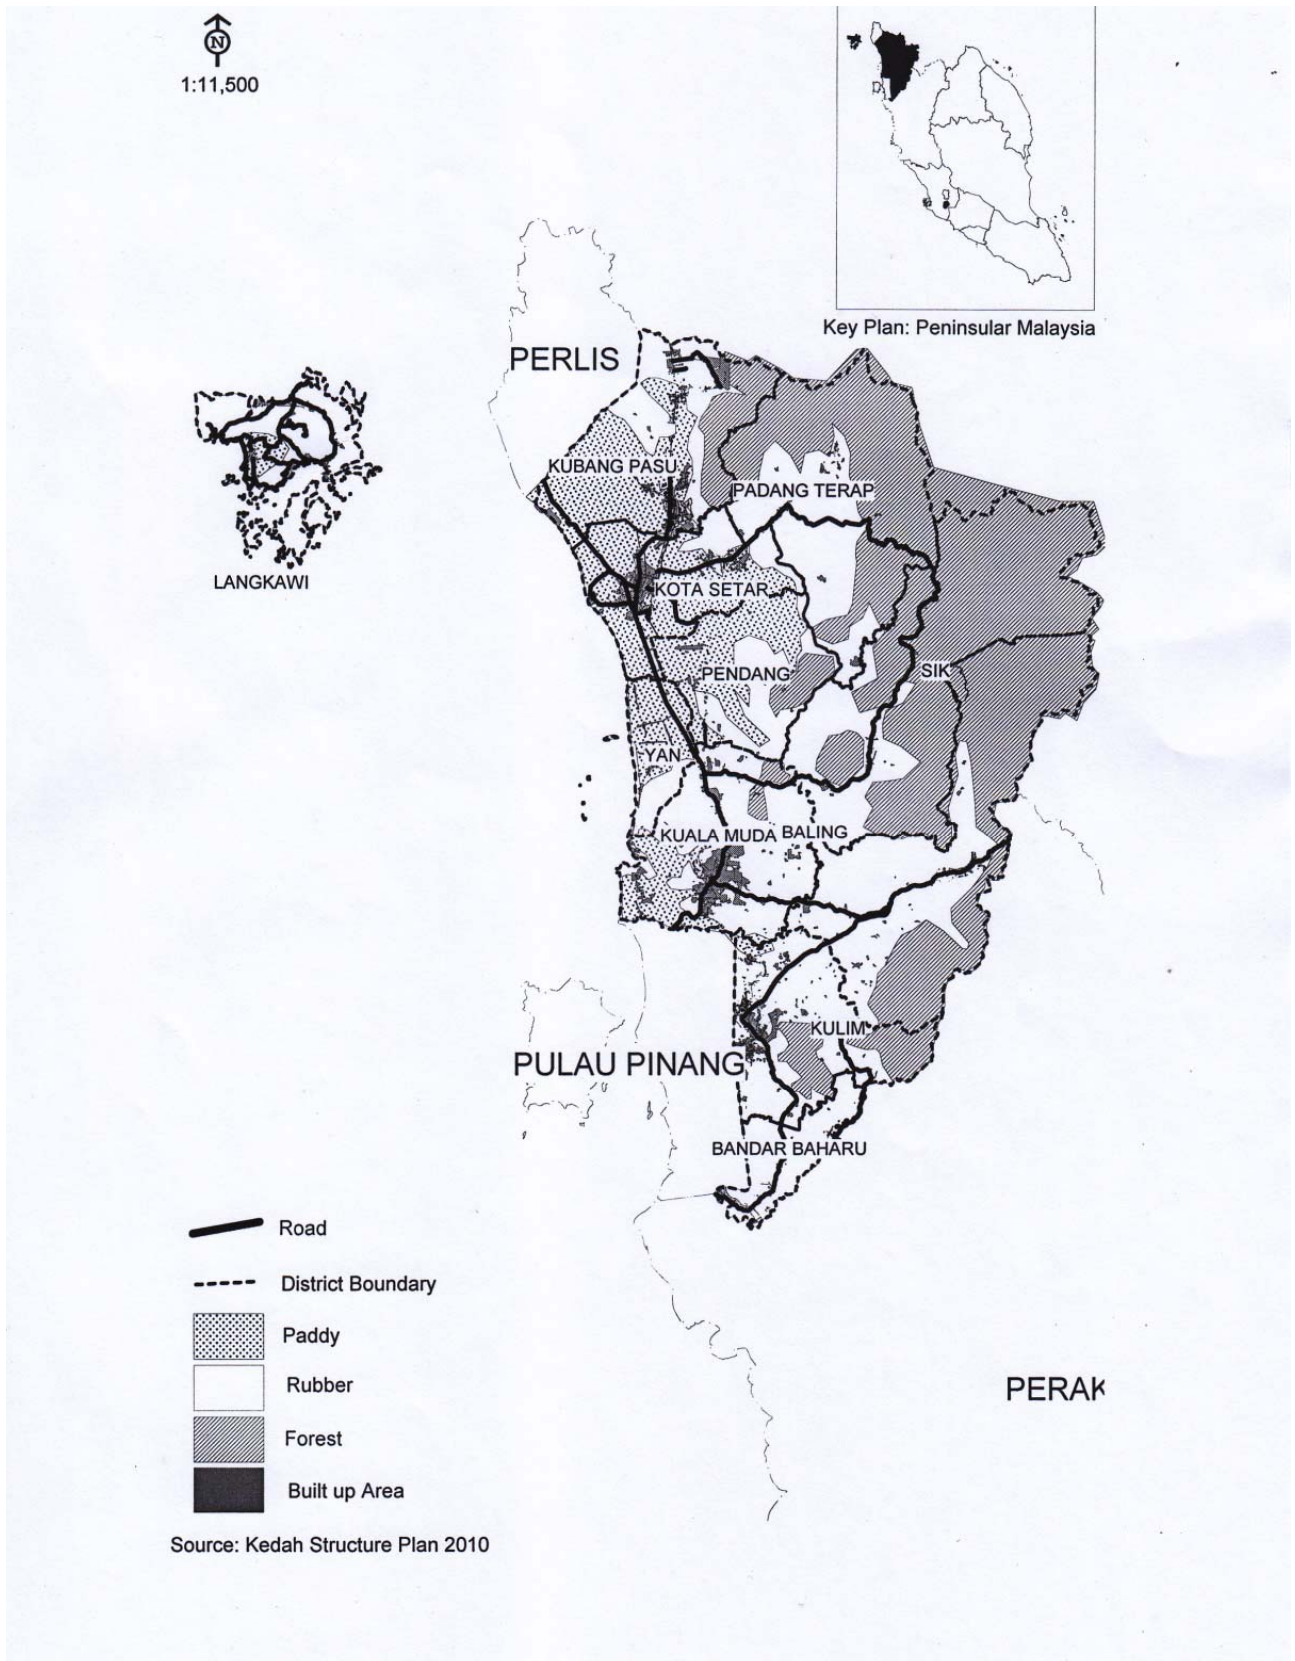 N
1:11,500
Key Plan: Peninsular Malaysia
PERLIS
KUBANG PASU
PADANG TERAP
LANGKAWI
KOTA SETAR
PENDANG
SIK
YAN
KUALA MUDA
BALING
KULIM
PULAU PINANG
BANDAR BAHARU
Road
District Boundary
Paddy
Rubber
PERAK
Forest
Built up Area
Source: Kedah Structure Plan 2010